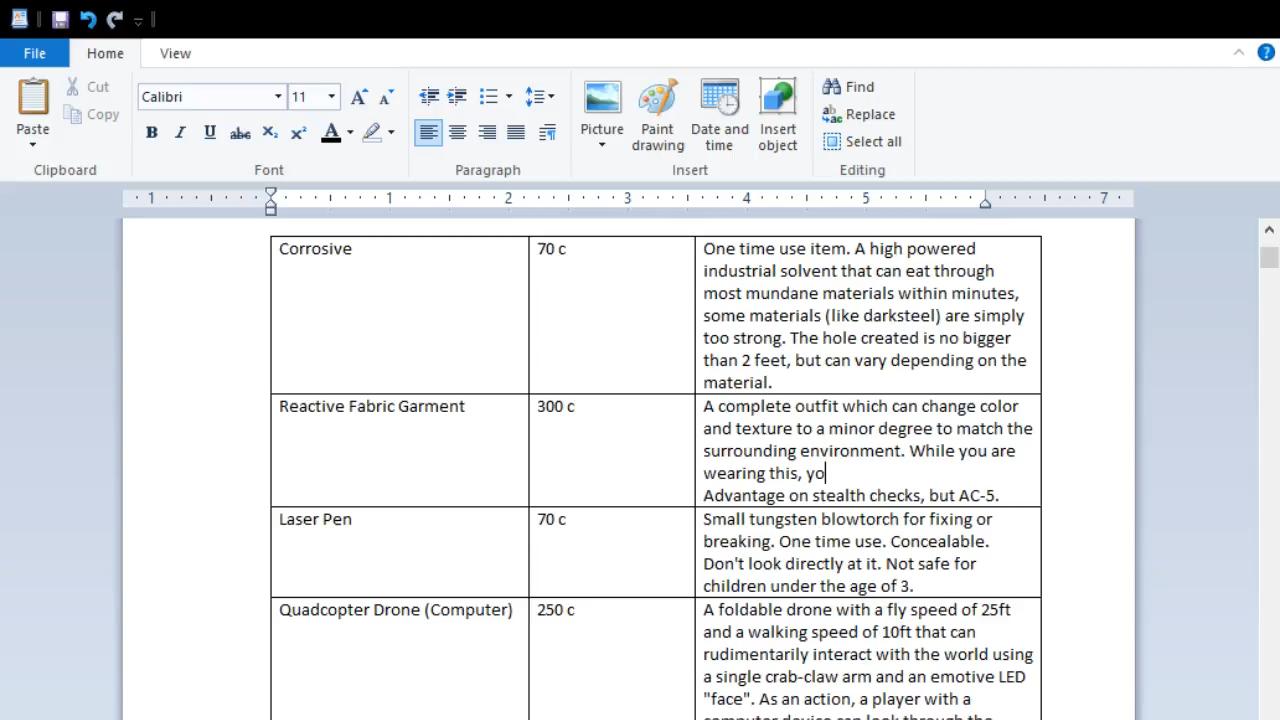 File Home View
Paste
Cut
Copy
Clipboard
Calibri 11
B I U abc X₂ X²
A
Font
Paragraph
Picture
Paint drawing
Date and time
Insert object
Insert
Find
Replace
Select all
Editing
1 1 2 3 4 5 7
Corrosive 70 c One time use item. A high powered
industrial solvent that can eat through
most mundane materials within minutes,
some materials (like darksteel) are simply
too strong. The hole created is no bigger
than 2 feet, but can vary depending on the
material.
Reactive Fabric Garment 300 c A complete outfit which can change color
and texture to a minor degree to match the
surrounding environment. While you are
wearing this, yo
Advantage on stealth checks, but AC-5.
Laser Pen 70 c Small tungsten blowtorch for fixing or
breaking. One time use. Concealable.
Don't look directly at it. Not safe for
children under the age of 3.
Quadcopter Drone (Computer) 250 c A foldable drone with a fly speed of 25ft
and a walking speed of 10ft that can
rudimentarily interact with the world using
a single crab-claw arm and an emotive LED
"face". As an action, a player with a